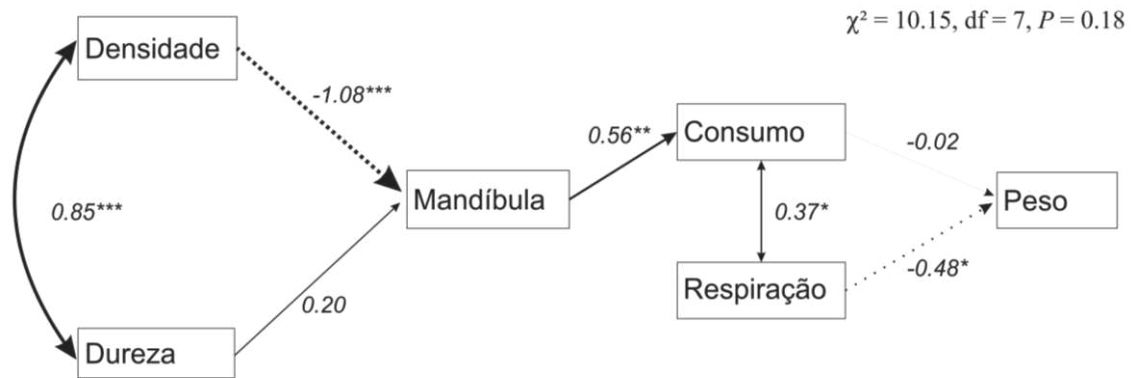 χ² = 10.15, df = 7, P = 0.18
Densidade
-1.08***
0.56**
Consumo
-0.02
0.85***
Mandíbula
0.37*
Peso
-0.48*
Respiração
0.20
Dureza